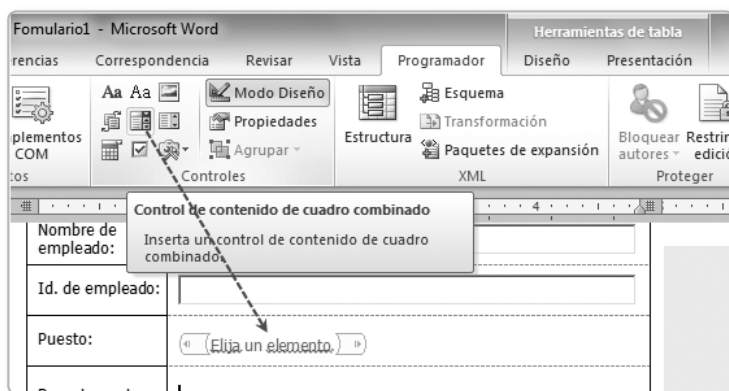 Fomulario1 - Microsoft Word
Herramientas de tabla
rencias Correspondencia Revisar Vista Programador Diseño Presentación
Aa Aa
Modo Diseño
Propiedades
Agrupar
plementos
COM
Controles
Estructura
Esquema
Transformación
Paquetes de expansión
XML
Bloquear
autores
Restrin
edició
Proteger
tos
4
Control de contenido de cuadro combinado
Inserta un control de contenido de cuadro
combinado.
Nombre de
empleado:
Id. de empleado:
Puesto:
Elija un elemento.